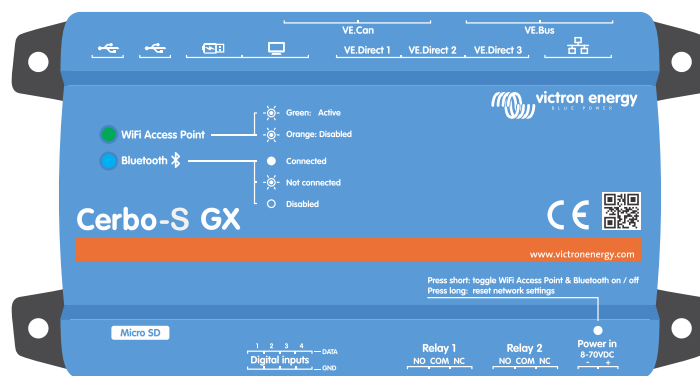 VE.Can
VE.Bus
VE.Direct 1 VE.Direct 2 VE.Direct 3
victron energy
BLUE POWER
WiFi Access Point
Green: Active
Orange: Disabled
Bluetooth
Connected
Not connected
Disabled
Cerbo-S GX
CE
www.victronenergy.com
Press short: toggle WiFi Access Point & Bluetooth on / off
Press long: reset network settings
Micro SD
1 2 3 4 DATA
Digital inputs GND
Relay 1
NO COM NC
Relay 2
NO COM NC
Power in
8-70VDC
- +